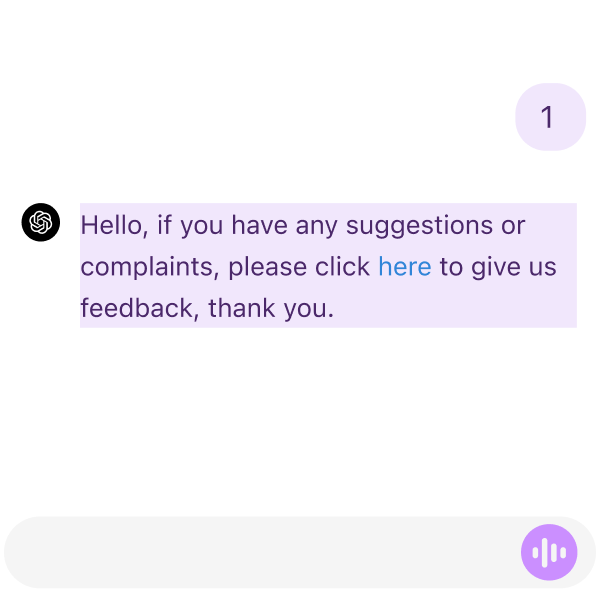 1
Hello, if you have any suggestions or
complaints, please click here to give us
feedback, thank you.